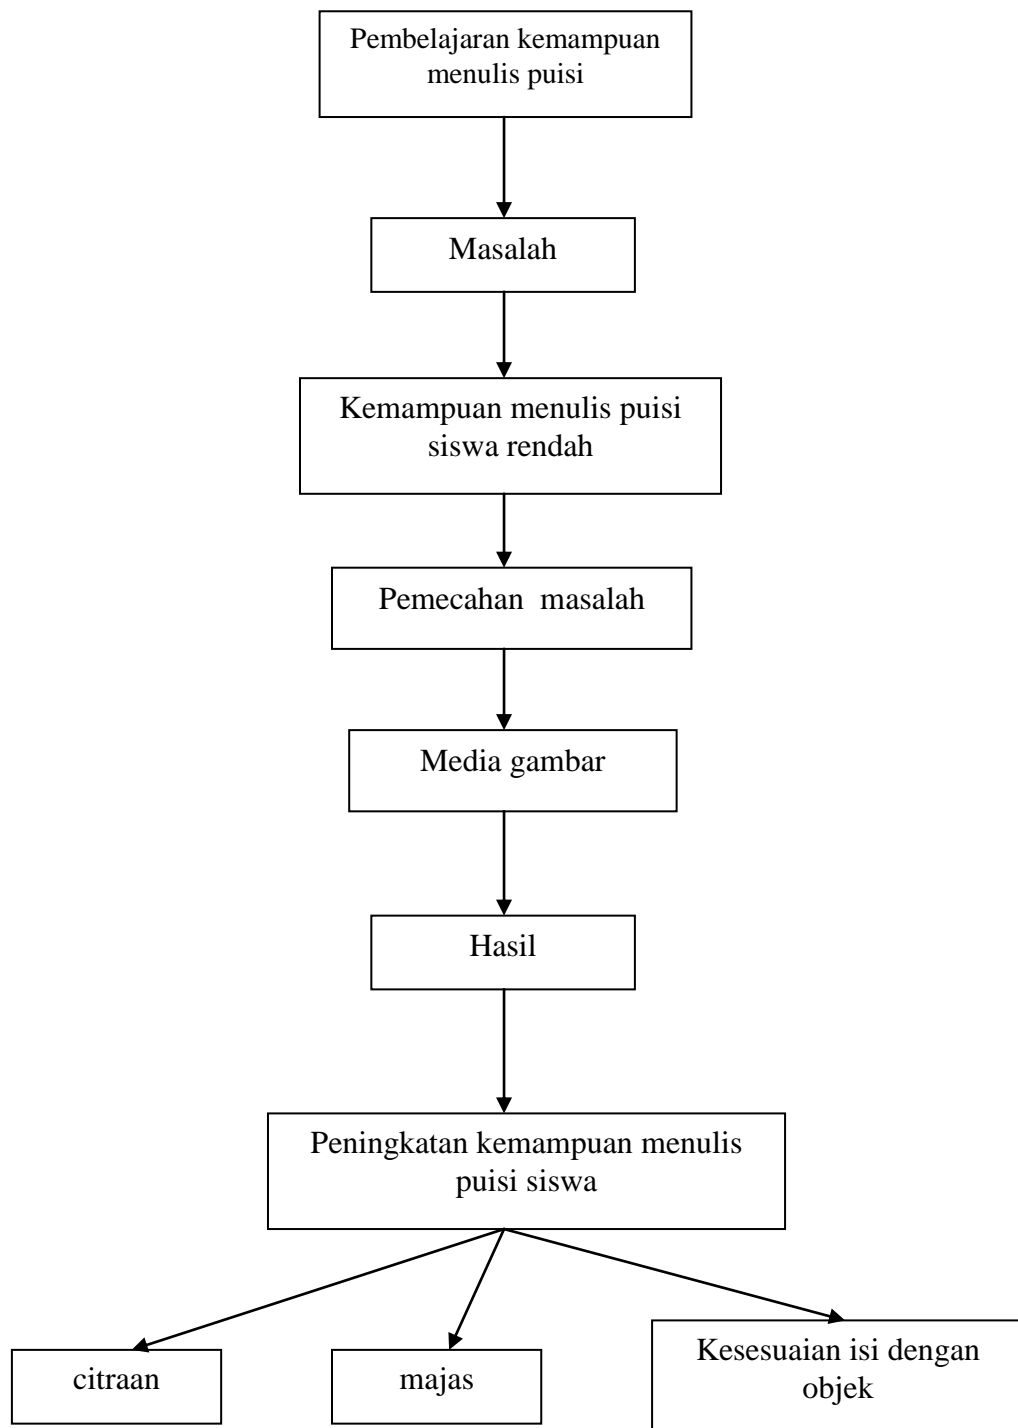 Pembelajaran kemampuan
menulis puisi
Masalah
Kemampuan menulis puisi
siswa rendah
Pemecahan masalah
Media gambar
Hasil
Peningkatan kemampuan menulis
puisi siswa
citraan
majas
Kesesuaian isi dengan
objek